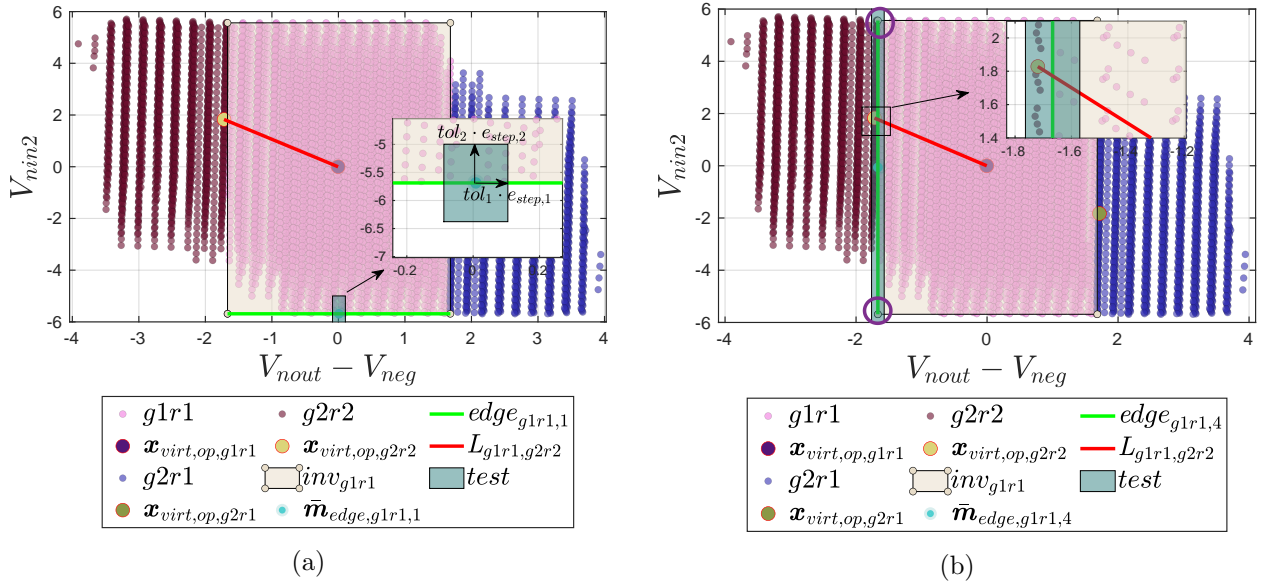 6
4
2
0
-2
-4
-6
V_{nin2}
-4
-3
-2
-1
0
1
2
3
4
V_{nout} − V_{neg}
tol_2 · e_{step,2}
tol_1 · e_{step,1}
-5
-5.5
-6
-6.5
-7
-0.2
0
0.2
g1r1
g2r2
edge_{g1r1,1}
x_{virt,op,g1r1}
x_{virt,op,g2r2}
L_{g1r1,g2r2}
g2r1
inv_{g1r1}
test
x_{virt,op,g2r1}
m̄_{edge,g1r1,1}
(a)
6
4
2
0
-2
-4
-6
V_{nin2}
-4
-2
0
2
4
V_{nout} − V_{neg}
2
1.8
1.6
1.4
-1.8
-1.6
-1.4
-1.2
g1r1
g2r2
edge_{g1r1,4}
x_{virt,op,g1r1}
x_{virt,op,g2r2}
L_{g1r1,g2r2}
g2r1
inv_{g1r1}
test
x_{virt,op,g2r1}
m̄_{edge,g1r1,4}
(b)